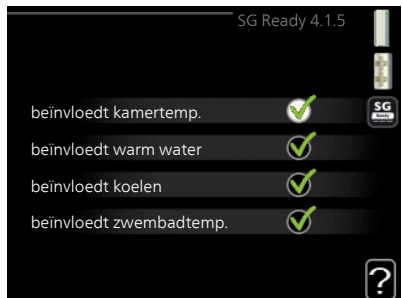 SG Ready 4.1.5
beïnvloedt kamertemp.
SG
Ready
beïnvloedt warm water
beïnvloedt koelen
beïnvloedt zwembadtemp.
?